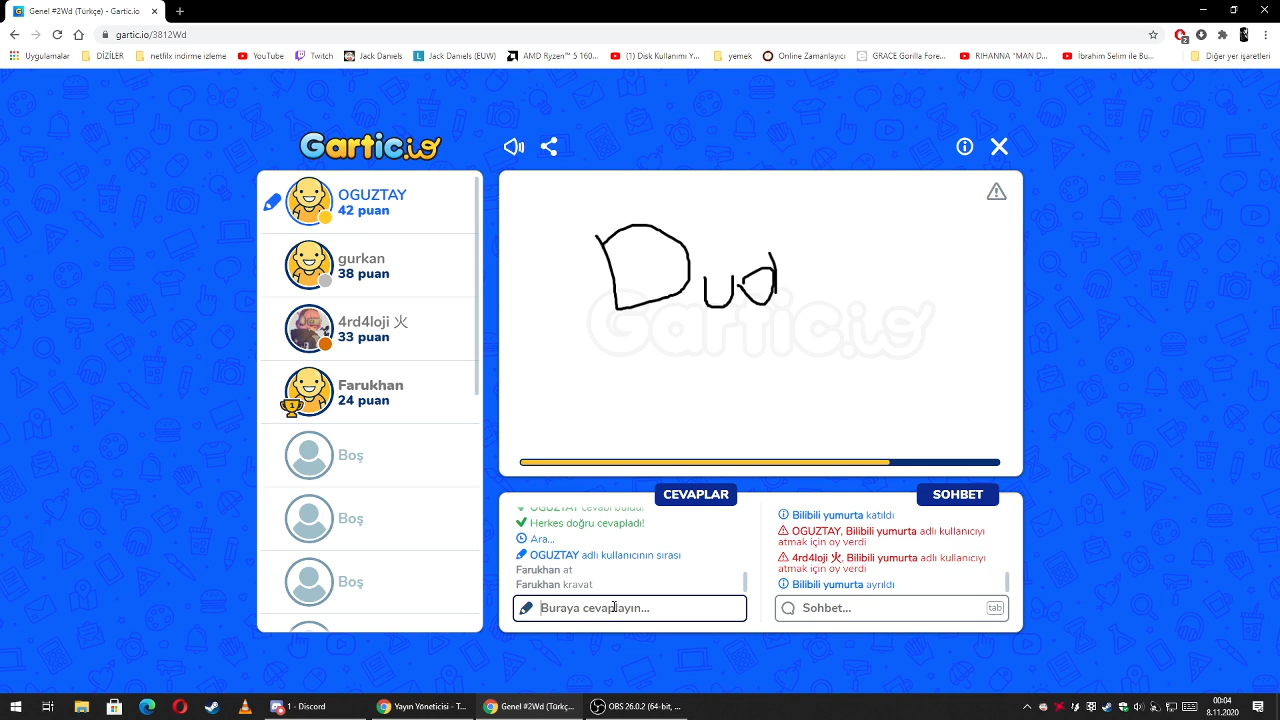 Genel #2Wd (Türkçe) - Gartic.io
gartic.io/3812Wd
Uygulamalar DİZİLER netflix indirme izleme YouTube Twitch Jack Daniels Jack Daniels (EUW) AMD Ryzen™ 5 160... (1) Disk Kullanımı Y... yemek Online Zamanlayıcı GRACE Gorilla Fore... RIHANNA "MAN D... İbrahim Selim ile Bu... Diğer yer işaretleri
Gartic.io
OGUZTAY
42 puan
gurkan
38 puan
4rd4loji 火
33 puan
1
Farukhan
24 puan
Boş
Boş
Boş
Dua
Gartic.io
CEVAPLAR
OGUZTAY cevabı buldu!
Herkes doğru cevapladı!
Ara...
OGUZTAY adlı kullanıcının sırası
Farukhan at
Farukhan kravat
Buraya cevaplayın...
SOHBET
Bilibili yumurta katıldı
OGUZTAY, Bilibili yumurta adlı kullanıcıyı
atmak için oy verdi
4rd4loji 火, Bilibili yumurta adlı kullanıcıyı
atmak için oy verdi
Bilibili yumurta ayrıldı
Sohbet...
tab
1 - Discord
Yayın Yöneticisi - T...
Genel #2Wd (Türkç...
OBS 26.0.2 (64-bit, ...
00:04
8.11.2020